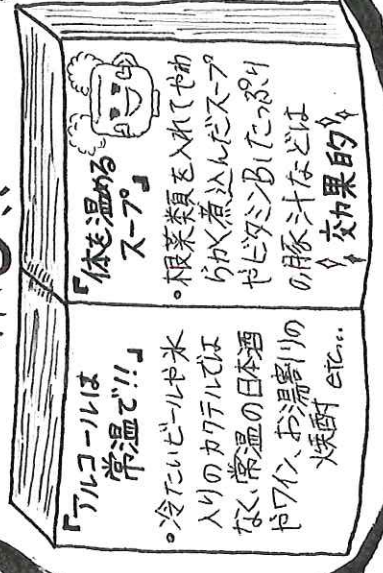 『体を温める
スープ』
・根菜類を入れてやわ
らかく煮込んだスープ
やビタミンB1たっぷり
の豚汁などは
効果的
『アルコールは
常温で!!』
・冷たいビールや氷
入りのカクテルでは
なく、常温の日本酒
やワイン、お湯割りの
焼酎 etc...